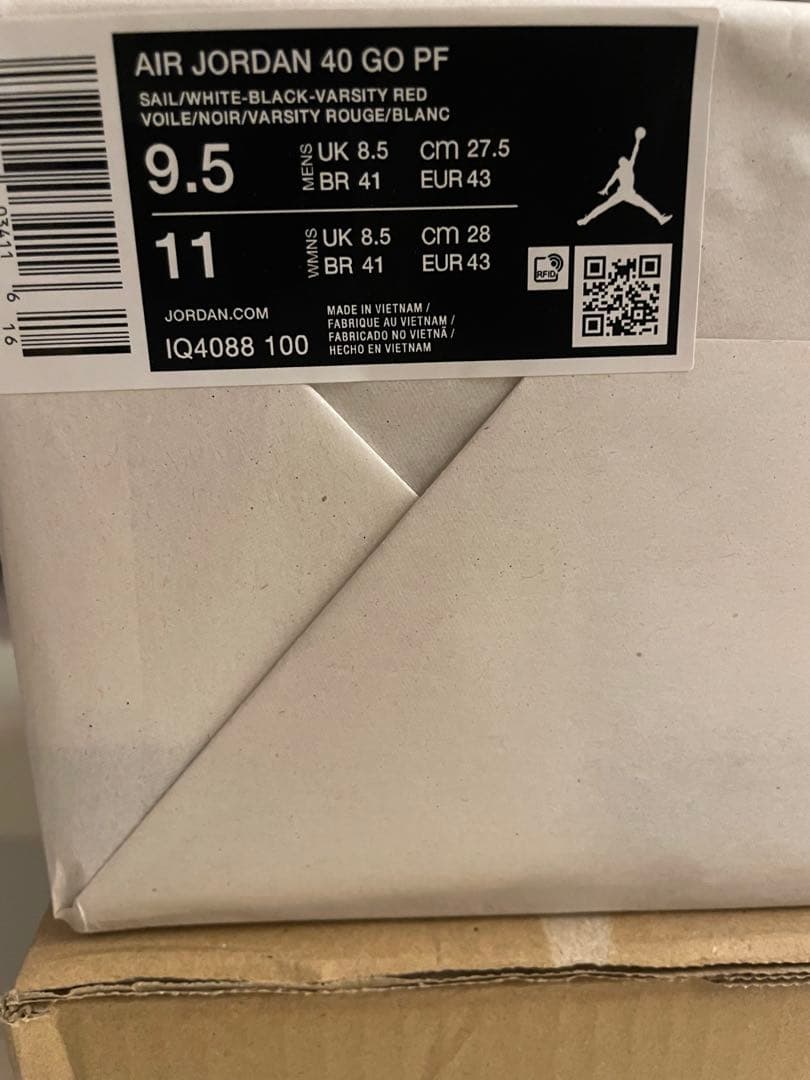 AIR JORDAN 40 GO PF
SAIL/WHITE-BLACK-VARSITY RED
VOILE/NOIR/VARSITY ROUGE/BLANC
9.5
MENS
UK 8.5 cm 27.5
BR 41 EUR 43
11
WMNS
UK 8.5 cm 28
BR 41 EUR 43
RFID
JORDAN.COM
IQ4088 100
MADE IN VIETNAM /
FABRIQUE AU VIETNAM /
FABRICADO NO VIETNÃ /
HECHO EN VIETNAM
03411 6 16